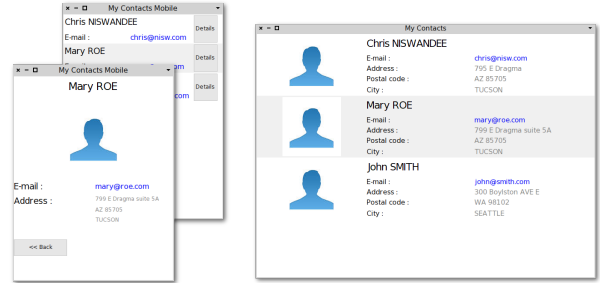 My Contacts Mobile
Chris NISWANDEE
E-mail : chris@nisw.com
Details
Mary ROE
Details
Details
com
My Contacts Mobile
Mary ROE
E-mail : mary@roe.com
Address : 799 E Dragma suite 5A
AZ 85705
TUCSON
<< Back
My Contacts
Chris NISWANDEE
E-mail : chris@nisw.com
Address : 795 E Dragma
Postal code : AZ 85705
City : TUCSON
Mary ROE
E-mail : mary@roe.com
Address : 799 E Dragma suite 5A
Postal code : AZ 85705
City : TUCSON
John SMITH
E-mail : john@smith.com
Address : 300 Boylston AVE E
Postal code : WA 98102
City : SEATTLE